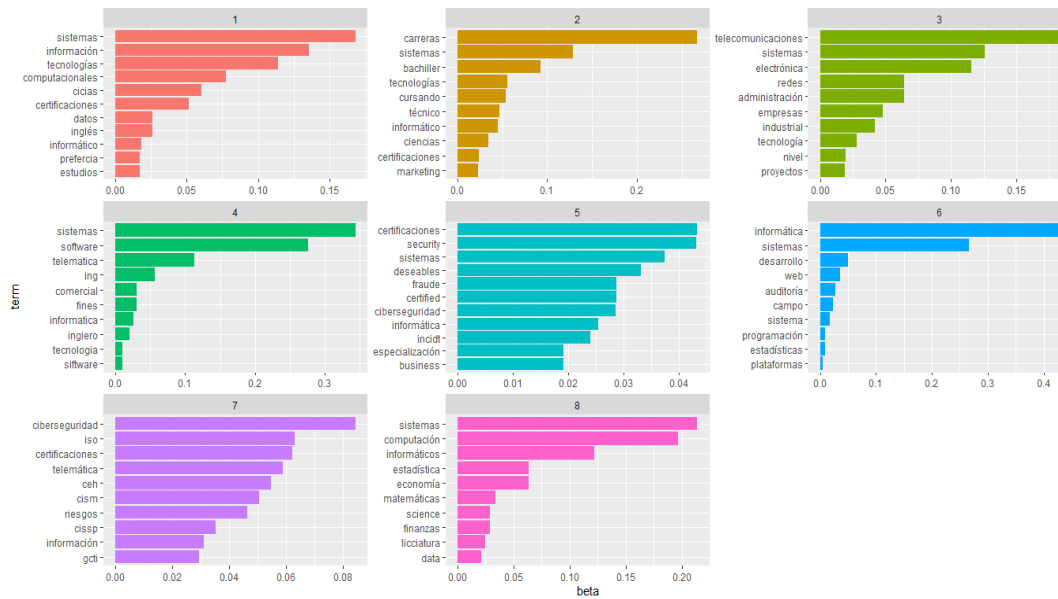 1
sistemas
información
tecnologías
computacionales
cicias
certificaciones
datos
inglés
informático
prefercia
estudios
0.00 0.05 0.10 0.15
2
carreras
sistemas
bachiller
tecnologías
cursando
técnico
informático
ciencias
certificaciones
marketing
0.0 0.1 0.2
3
telecomunicaciones
sistemas
electrónica
redes
administración
empresas
industrial
tecnología
nivel
proyectos
0.00 0.05 0.10 0.15
term
4
sistemas
software
telematica
ing
comercial
fines
informatica
ingiero
tecnologia
siftware
0.0 0.1 0.2 0.3
5
certificaciones
security
sistemas
deseables
fraude
certified
ciberseguridad
informática
incidt
especialización
business
0.00 0.01 0.02 0.03 0.04
6
informática
sistemas
desarrollo
web
auditoría
campo
sistema
programación
estadísticas
plataformas
0.0 0.1 0.2 0.3 0.4
7
ciberseguridad
iso
certificaciones
telemática
ceh
cism
riesgos
cissp
información
gcti
0.00 0.02 0.04 0.06 0.08
8
sistemas
computación
informáticos
estadística
economía
matemáticas
science
finanzas
licciatura
data
0.00 0.05 0.10 0.15 0.20
beta